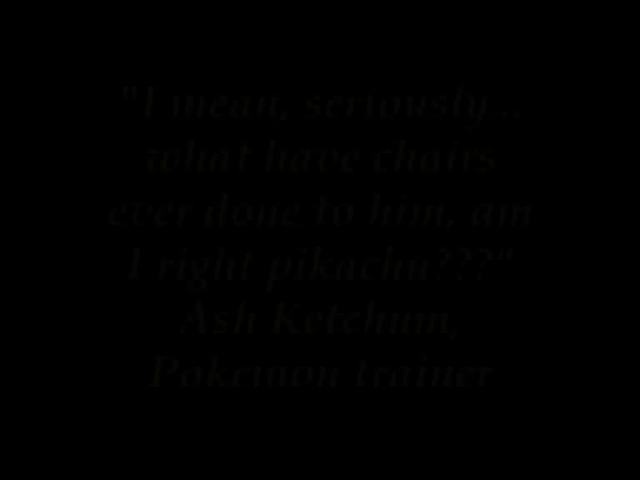 "I mean, seriously...
what have chairs
ever done to him, am
I right pikachu???"
Ash Ketchum,
Pokemon trainer